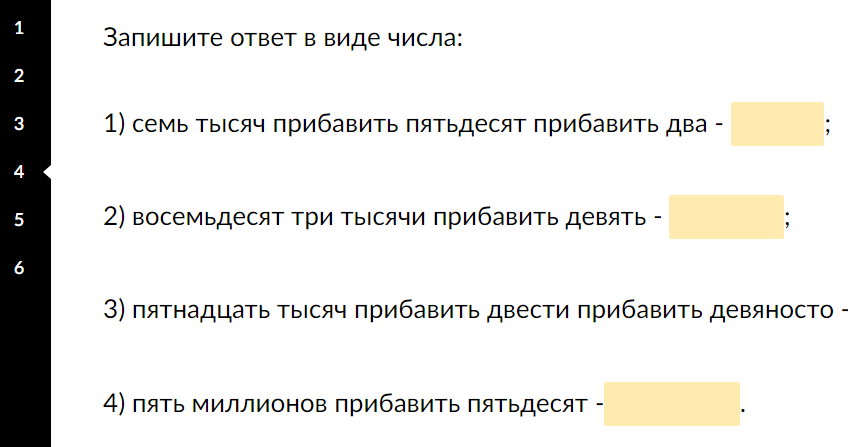 1
2
3
4
5
6
Запишите ответ в виде числа:
1) семь тысяч прибавить пятьдесят прибавить два - ;
2) восемьдесят три тысячи прибавить девять - ;
3) пятнадцать тысяч прибавить двести прибавить девяносто -
4) пять миллионов прибавить пятьдесят - .